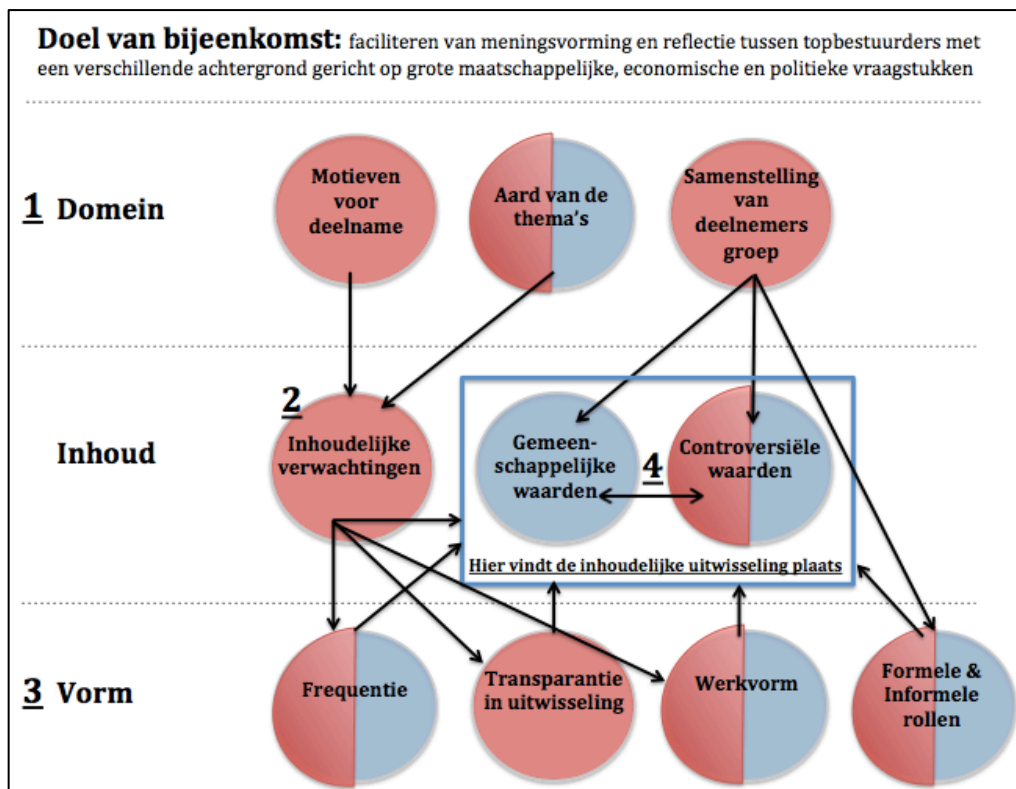 Doel van bijeenkomst: faciliteren van meningsvorming en reflectie tussen topbestuurders met
een verschillende achtergrond gericht op grote maatschappelijke, economische en politieke vraagstukken
1 Domein
Motieven
voor
deelname
Aard van de
thema's
Samenstelling
van
deelnemers
groep
Inhoud
2
Inhoudelijke
verwachtingen
Gemeen-
schappelijke
waarden
4
Controversiële
waarden
Hier vindt de inhoudelijke uitwisseling plaats
3 Vorm
Frequentie
Transparantie
in uitwisseling
Werkvorm
Formele &
Informele
rollen